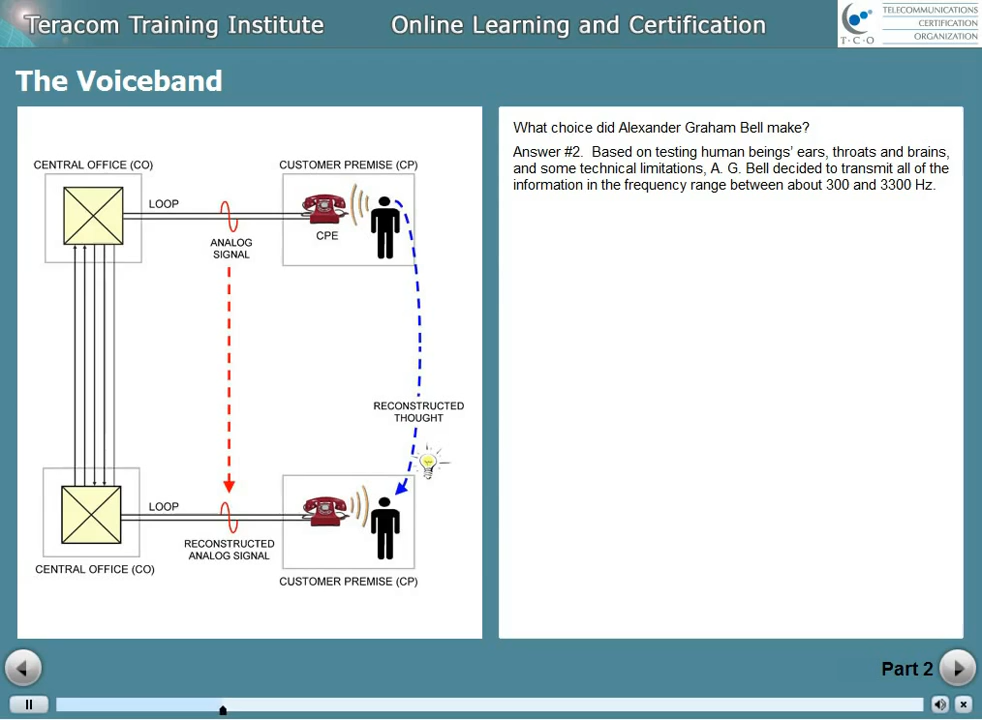 Teracom Training Institute
Online Learning and Certification
TELECOMMUNICATIONS
CERTIFICATION
ORGANIZATION
T·C·O
The Voiceband
CENTRAL OFFICE (CO)
CUSTOMER PREMISE (CP)
LOOP
CPE
ANALOG
SIGNAL
RECONSTRUCTED
THOUGHT
LOOP
RECONSTRUCTED
ANALOG SIGNAL
CENTRAL OFFICE (CO)
CUSTOMER PREMISE (CP)
What choice did Alexander Graham Bell make?
Answer #2.  Based on testing human beings' ears, throats and brains,
and some technical limitations, A. G. Bell decided to transmit all of the
information in the frequency range between about 300 and 3300 Hz.
Part 2